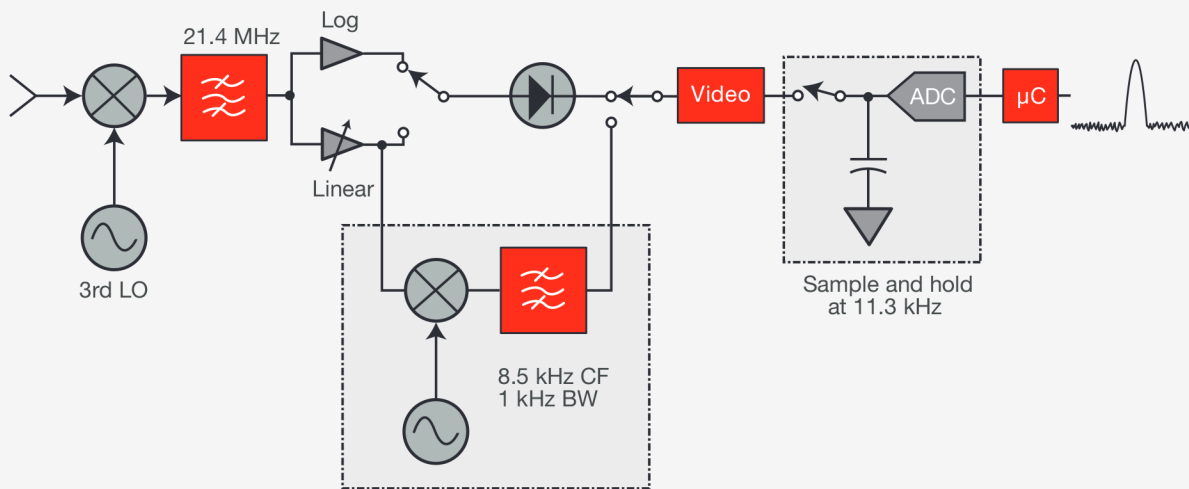 21.4 MHz
Log
Linear
3rd LO
Video
ADC
µC
Sample and hold
at 11.3 kHz
8.5 kHz CF
1 kHz BW